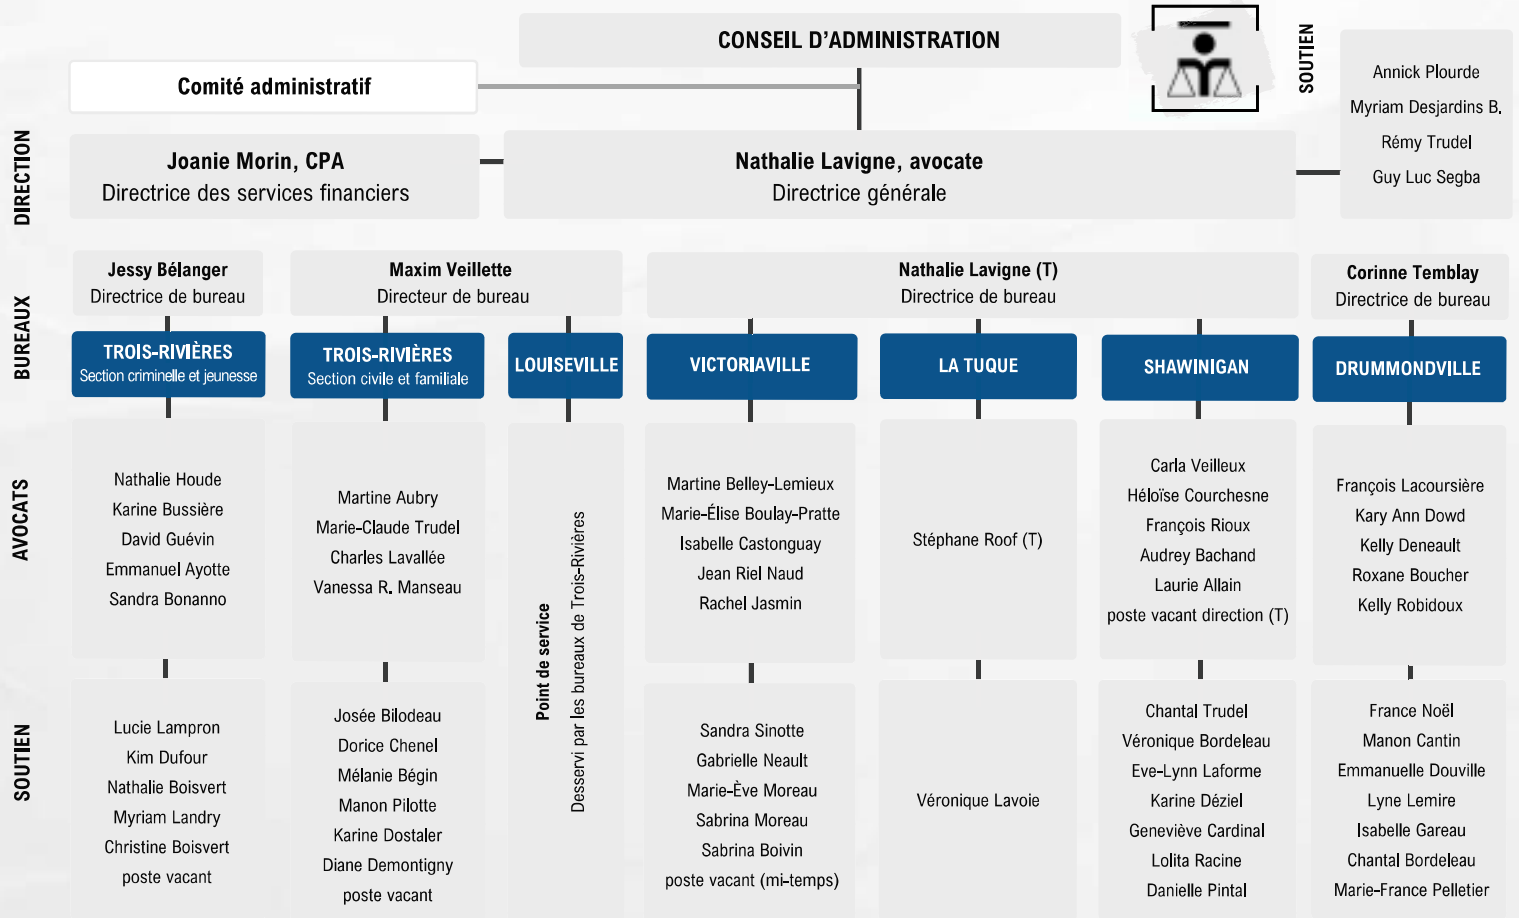 CONSEIL D'ADMINISTRATION
Comité administratif
SOUTIEN
Annick Plourde
Myriam Desjardins B.
Rémy Trudel
Guy Luc Segba
DIRECTION
Joanie Morin, CPA
Directrice des services financiers
Nathalie Lavigne, avocate
Directrice générale
BUREAUX
Jessy Bélanger
Directrice de bureau
Maxim Veillette
Directeur de bureau
Nathalie Lavigne (T)
Directrice de bureau
Corinne Temblay
Directrice de bureau
TROIS-RIVIÈRES
Section criminelle et jeunesse
TROIS-RIVIÈRES
Section civile et familiale
LOUISEVILLE
VICTORIAVILLE
LA TUQUE
SHAWINIGAN
DRUMMONDVILLE
AVOCATS
Nathalie Houde
Karine Bussière
David Guévin
Emmanuel Ayotte
Sandra Bonanno
Martine Aubry
Marie-Claude Trudel
Charles Lavallée
Vanessa R. Manseau
Point de service
Desservi par les bureaux de Trois-Rivières
Martine Belley-Lemieux
Marie-Élise Boulay-Pratte
Isabelle Castonguay
Jean Riel Naud
Rachel Jasmin
Stéphane Roof (T)
Carla Veilleux
Héloïse Courchesne
François Rioux
Audrey Bachand
Laurie Allain
poste vacant direction (T)
François Lacoursière
Kary Ann Dowd
Kelly Deneault
Roxane Boucher
Kelly Robidoux
SOUTIEN
Lucie Lampron
Kim Dufour
Nathalie Boisvert
Myriam Landry
Christine Boisvert
poste vacant
Josée Bilodeau
Dorice Chenel
Mélanie Bégin
Manon Pilotte
Karine Dostaler
Diane Demontigny
poste vacant
Sandra Sinotte
Gabrielle Neault
Marie-Ève Moreau
Sabrina Moreau
Sabrina Boivin
poste vacant (mi-temps)
Véronique Lavoie
Chantal Trudel
Véronique Bordeleau
Eve-Lynn Laforme
Karine Déziel
Geneviève Cardinal
Lolita Racine
Danielle Pintal
France Noël
Manon Cantin
Emmanuelle Douville
Lyne Lemire
Isabelle Gareau
Chantal Bordeleau
Marie-France Pelletier